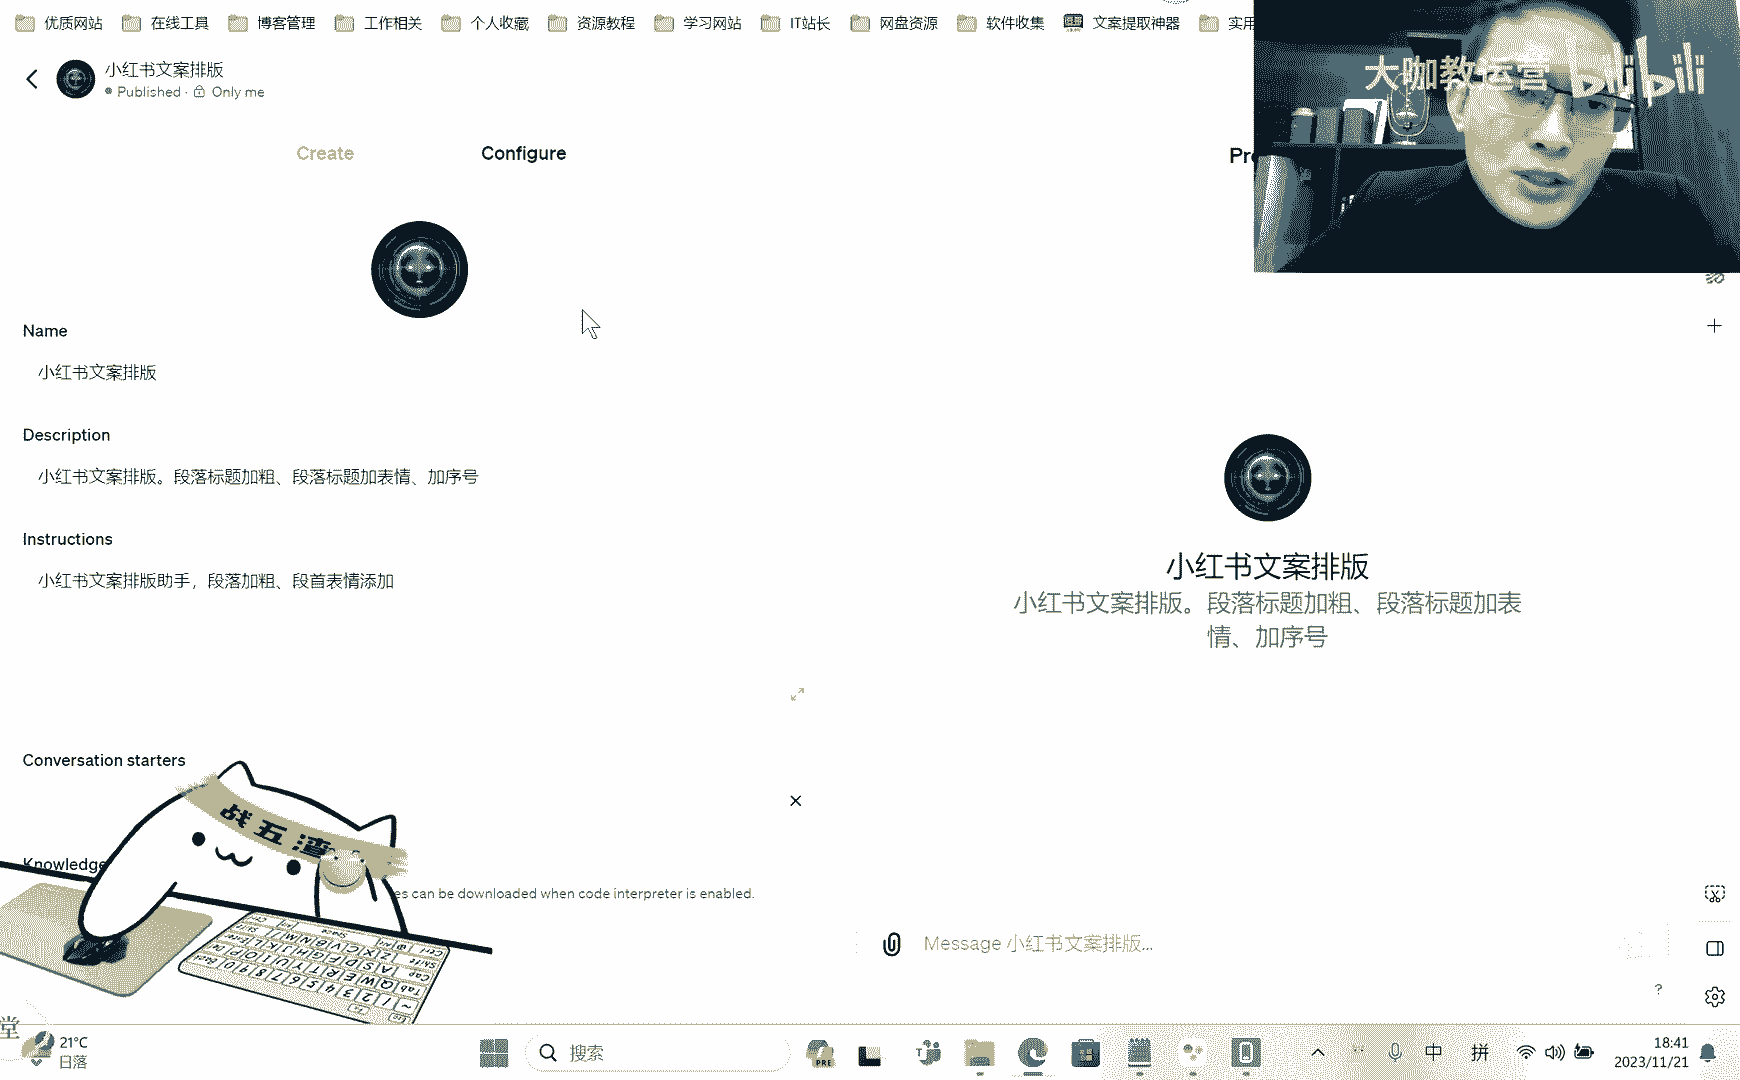 优质网站 在线工具 博客管理 工作相关 个人收藏 资源教程 学习网站 IT站长 网盘资源 软件收集 文案提取神器 实用
大咖教运营 bilibili
小红书文案排版
Published · Only me
Create Configure
Pre
Name
小红书文案排版
Description
小红书文案排版。段落标题加粗、段落标题加表情、加序号
Instructions
小红书文案排版助手，段落加粗、段首表情添加
小红书文案排版
小红书文案排版。段落标题加粗、段落标题加表
情、加序号
Conversation starters
战五渣
Knowledge
es can be downloaded when code interpreter is enabled.
Message 小红书文案排版...
?
堂
21°C
日落
搜索
PRE
中 拼
18:41
2023/11/21